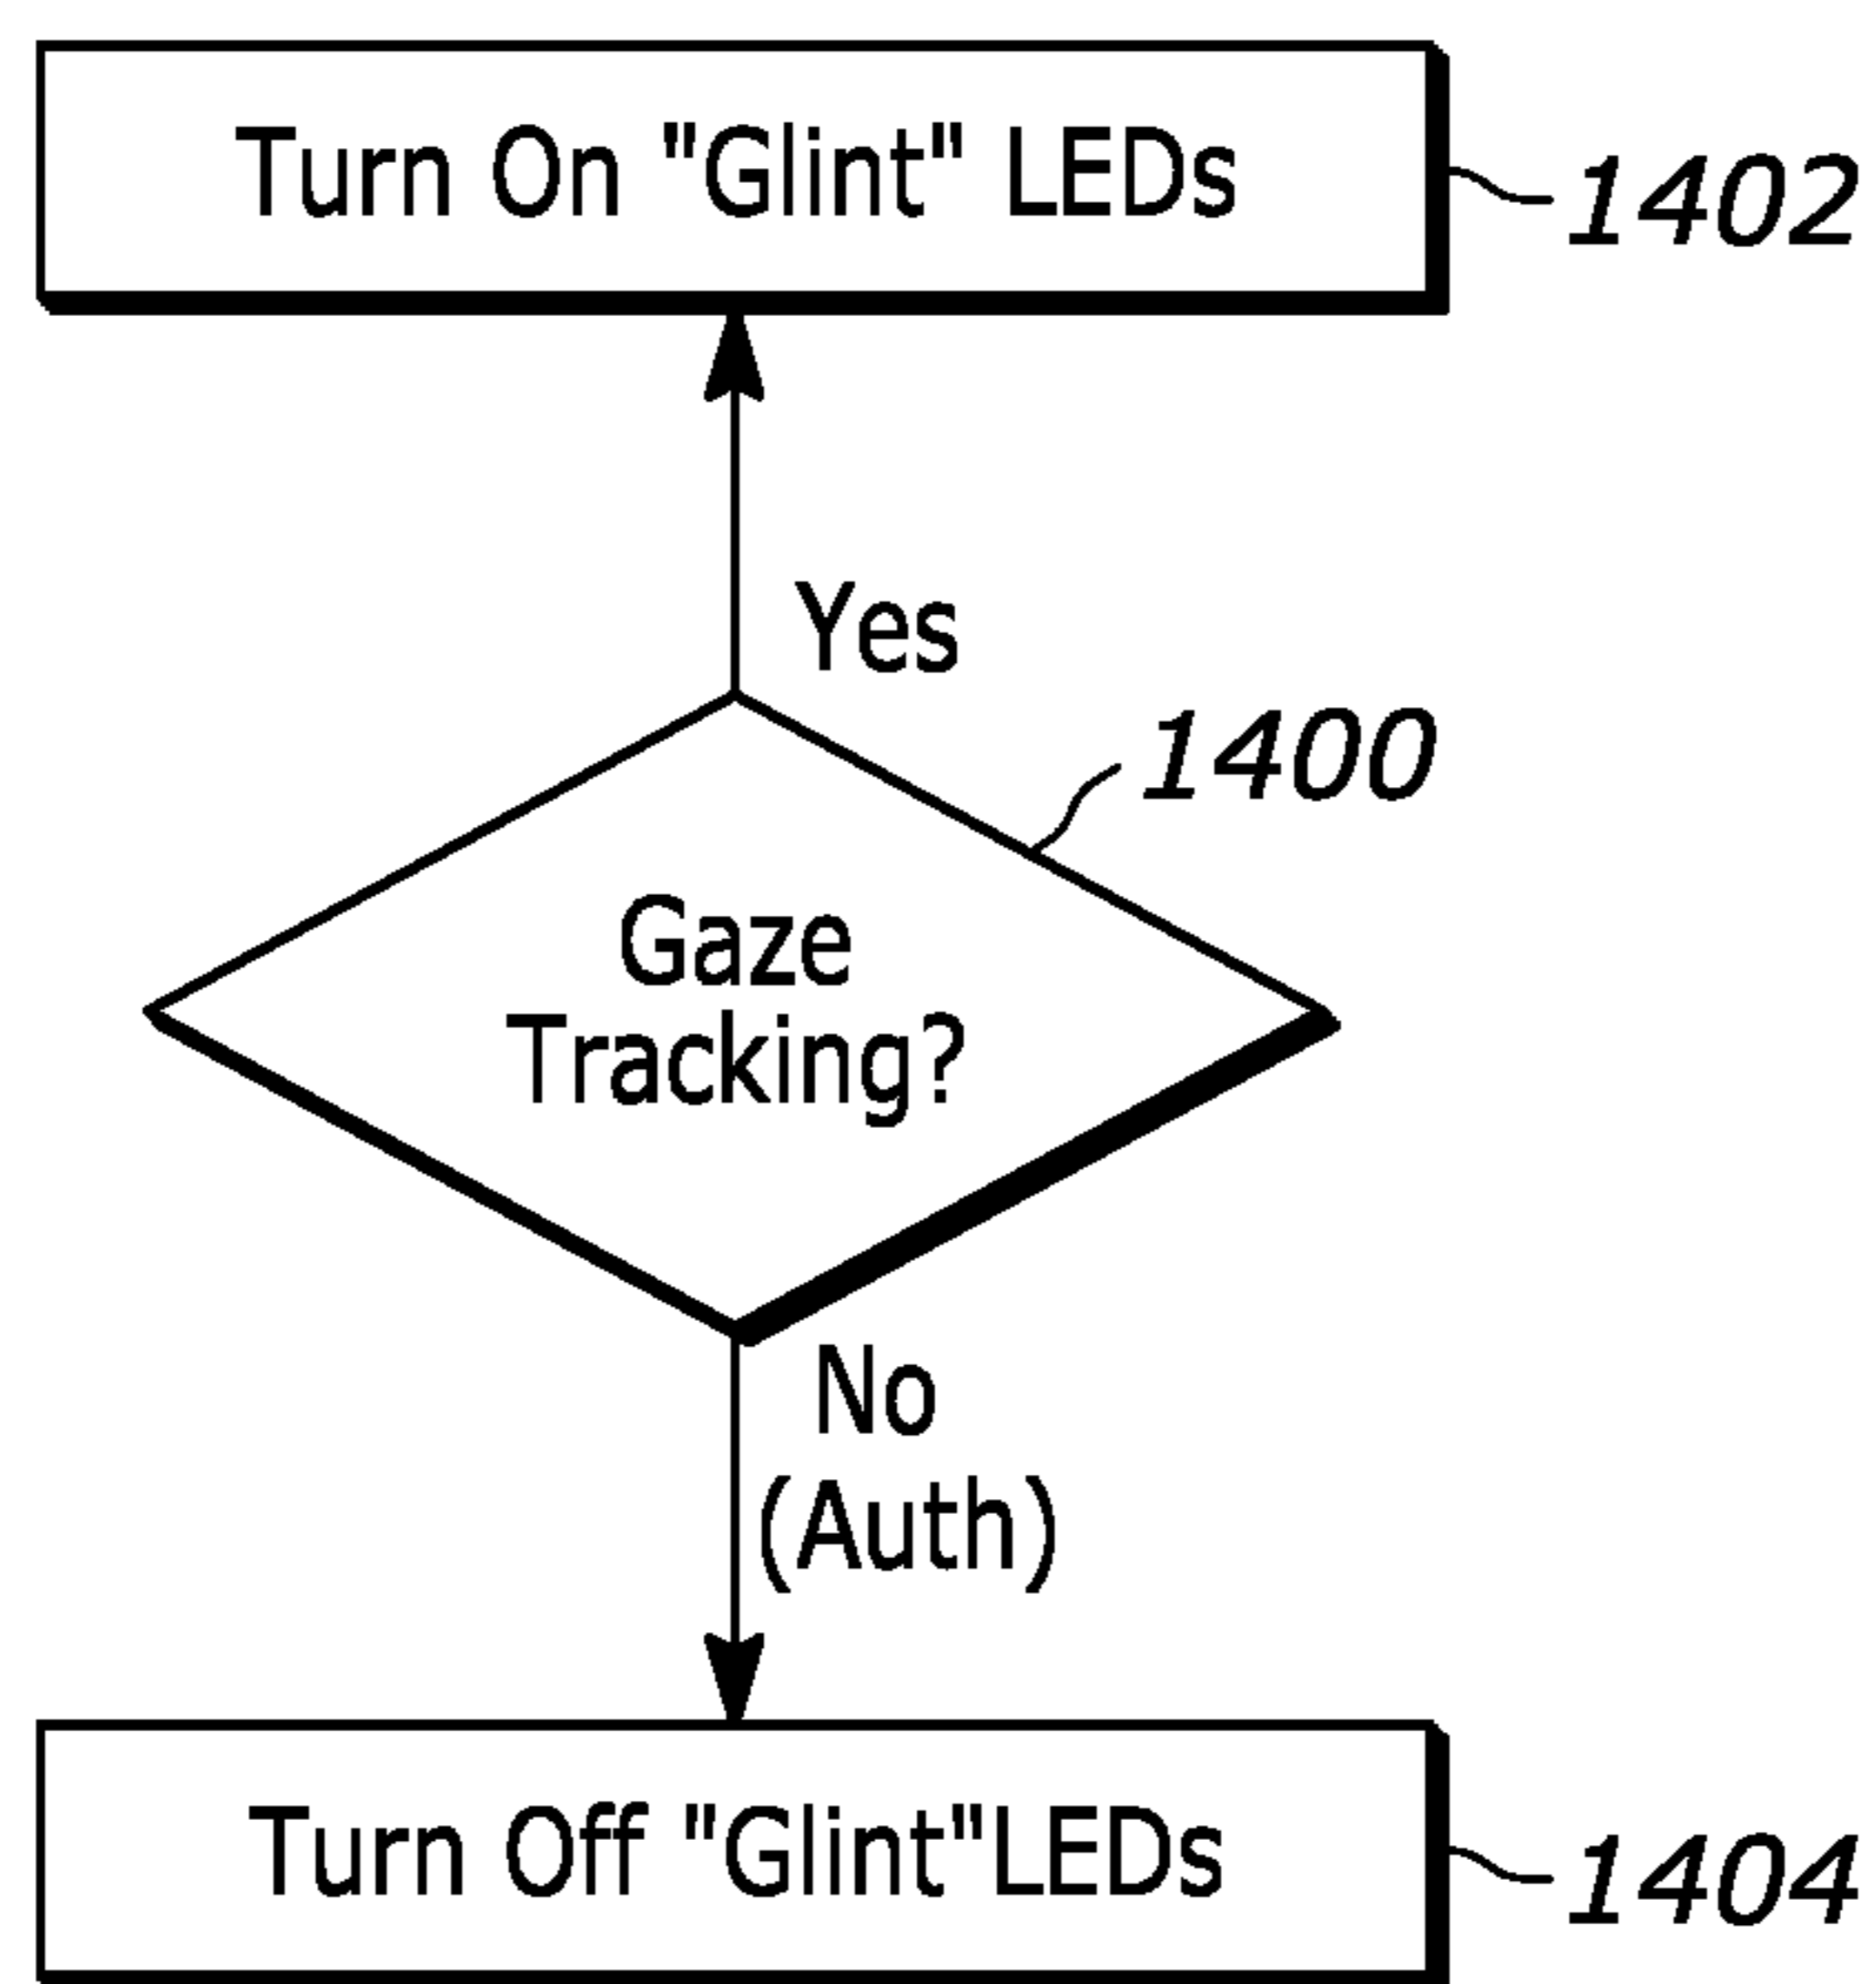 Turn On "Glint" LEDs
1402
Yes
1400
Gaze
Tracking?
No
(Auth)
Turn Off "Glint"LEDs
1404